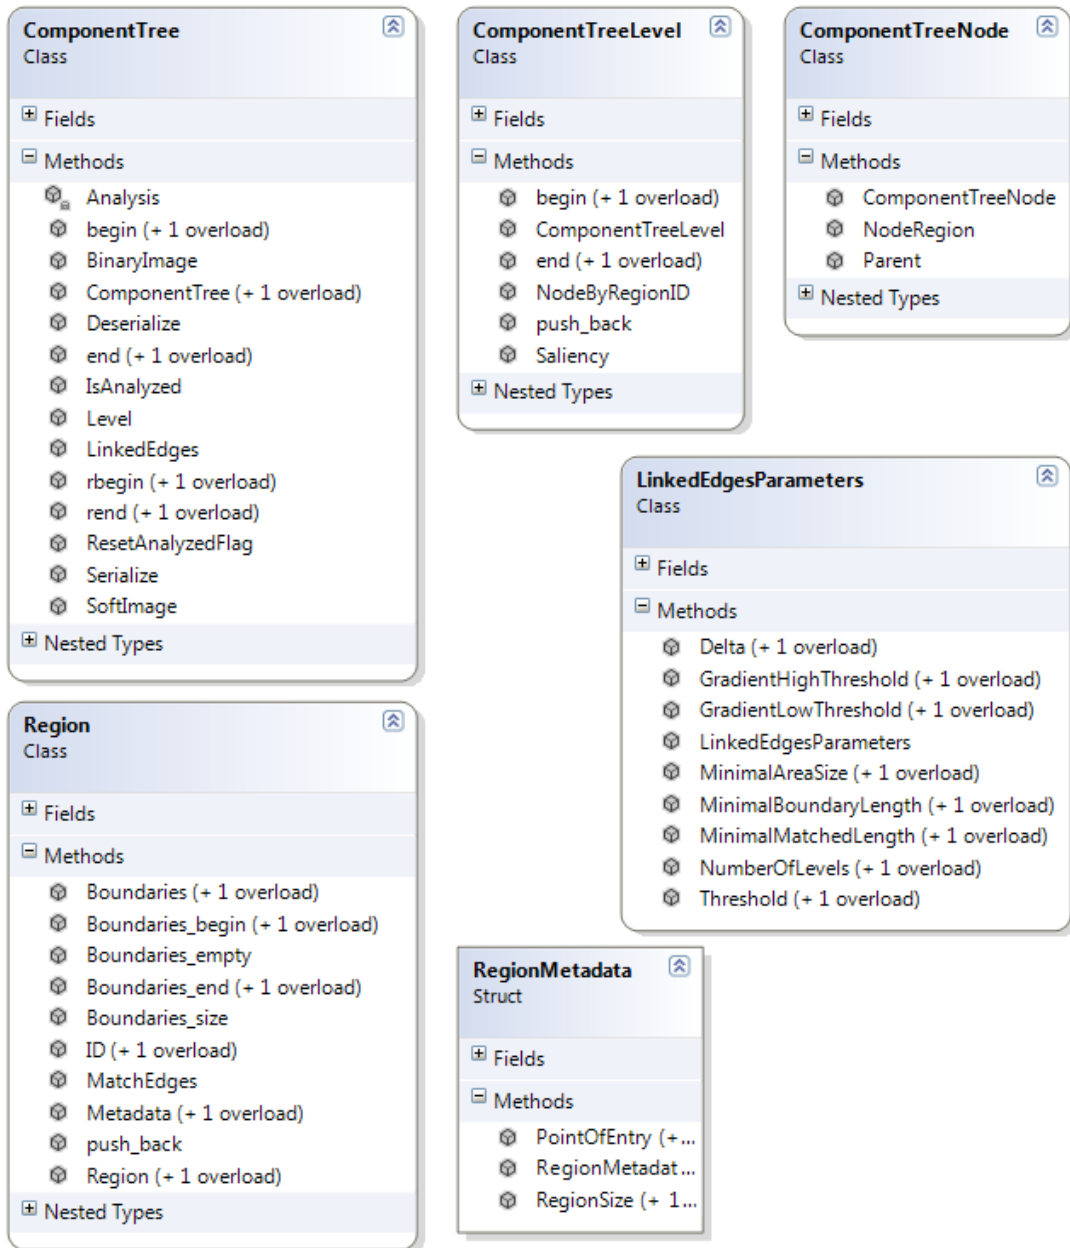 ComponentTree
Class
Fields
Methods
Analysis
begin (+ 1 overload)
BinaryImage
ComponentTree (+ 1 overload)
Deserialize
end (+ 1 overload)
IsAnalyzed
Level
LinkedEdges
rbegin (+ 1 overload)
rend (+ 1 overload)
ResetAnalyzedFlag
Serialize
SoftImage
Nested Types
ComponentTreeLevel
Class
Fields
Methods
begin (+ 1 overload)
ComponentTreeLevel
end (+ 1 overload)
NodeByRegionID
push_back
Saliency
Nested Types
ComponentTreeNode
Class
Fields
Methods
ComponentTreeNode
NodeRegion
Parent
Nested Types
LinkedEdgesParameters
Class
Fields
Methods
Delta (+ 1 overload)
GradientHighThreshold (+ 1 overload)
GradientLowThreshold (+ 1 overload)
LinkedEdgesParameters
MinimalAreaSize (+ 1 overload)
MinimalBoundaryLength (+ 1 overload)
MinimalMatchedLength (+ 1 overload)
NumberOfLevels (+ 1 overload)
Threshold (+ 1 overload)
Region
Class
Fields
Methods
Boundaries (+ 1 overload)
Boundaries_begin (+ 1 overload)
Boundaries_empty
Boundaries_end (+ 1 overload)
Boundaries_size
ID (+ 1 overload)
MatchEdges
Metadata (+ 1 overload)
push_back
Region (+ 1 overload)
Nested Types
RegionMetadata
Struct
Fields
Methods
PointOfEntry (+...
RegionMetadat...
RegionSize (+ 1...